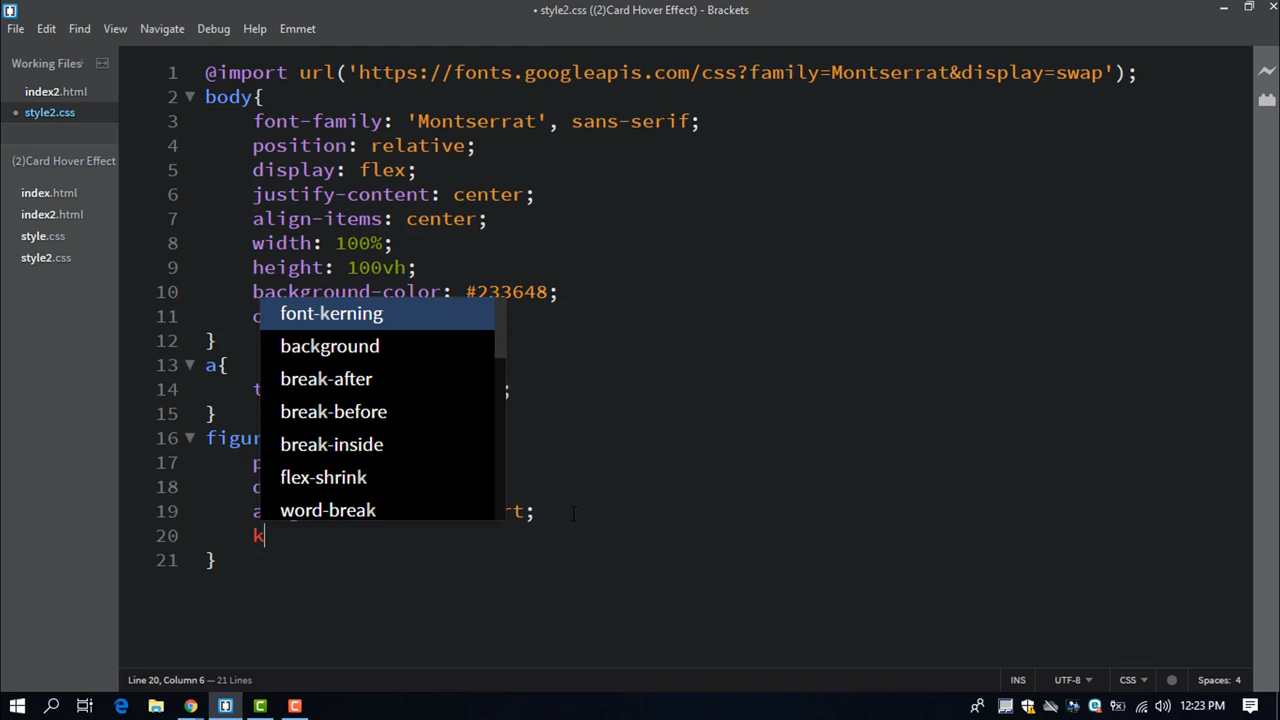 • style2.css ((2)Card Hover Effect) - Brackets
File Edit Find View Navigate Debug Help Emmet
Working Files
index2.html
• style2.css
(2)Card Hover Effect
index.html
index2.html
style.css
style2.css
1 @import url('https://fonts.googleapis.com/css?family=Montserrat&display=swap');
2 body{
3 font-family: 'Montserrat', sans-serif;
4 position: relative;
5 display: flex;
6 justify-content: center;
7 align-items: center;
8 width: 100%;
9 height: 100vh;
10 background-color: #233648;
11 c
12 }
13 a{
14 t ;
15 }
16 figur
17 p
18 d
19 a rt;
20 k
21 }
font-kerning
background
break-after
break-before
break-inside
flex-shrink
word-break
Line 20, Column 6 — 21 Lines
INS UTF-8 CSS Spaces: 4
12:23 PM